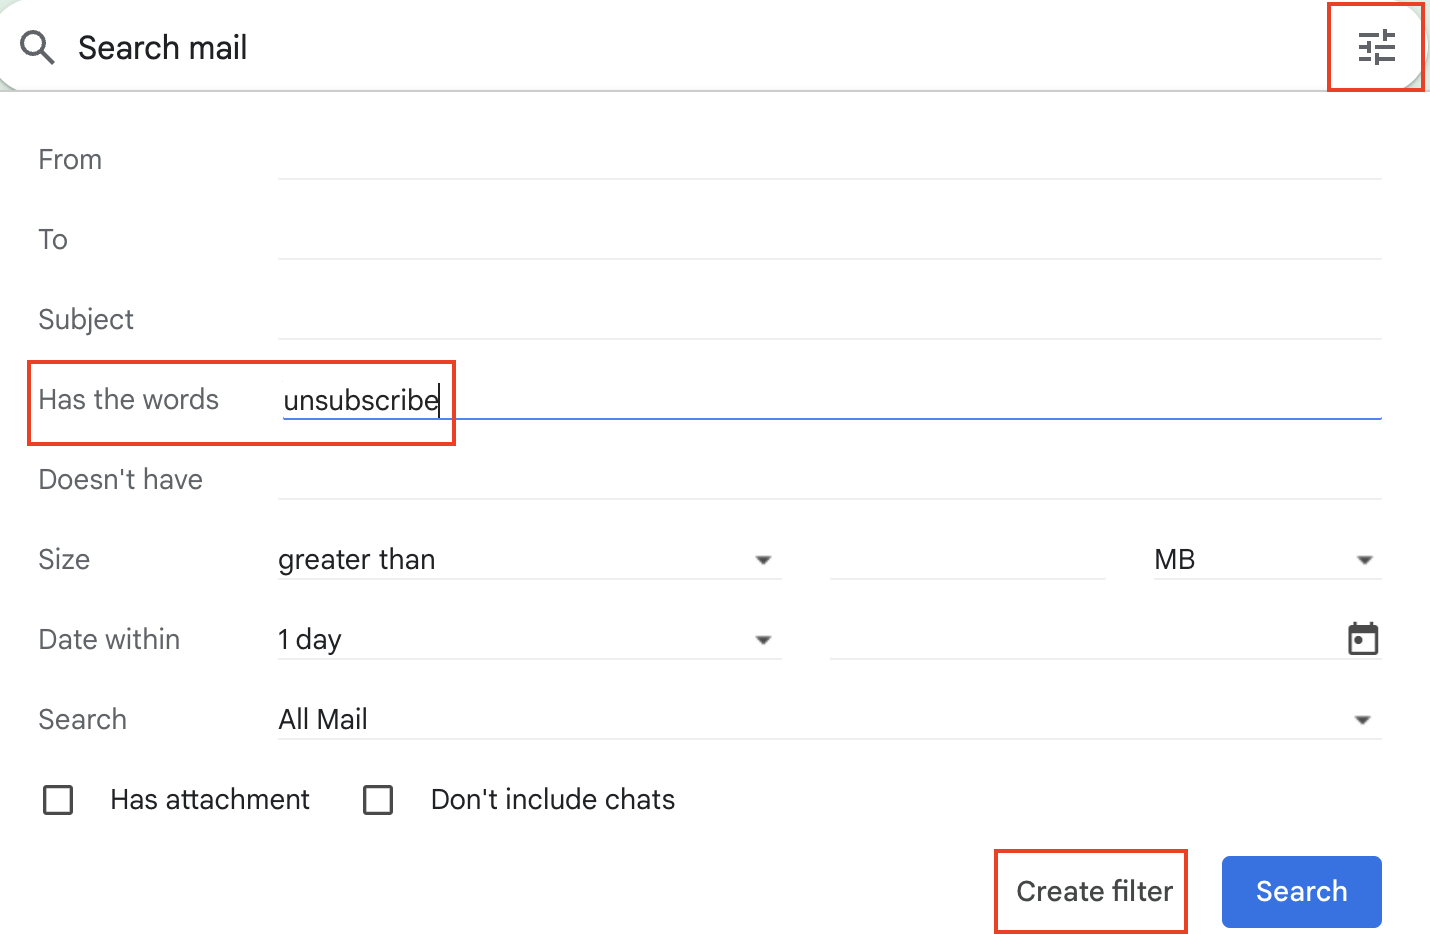 Search mail
From
To
Subject
Has the words unsubscribe
Doesn't have
Size greater than MB
Date within 1 day
Search All Mail
Has attachment Don't include chats
Create filter Search